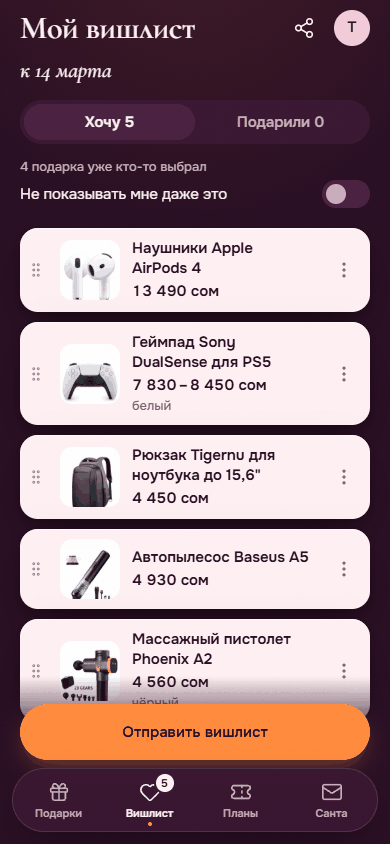 Мой вишлист
Т
к 14 марта
Хочу 5
Подарили 0
4 подарка уже кто-то выбрал
Не показывать мне даже это
Наушники Apple
AirPods 4
13 490 сом
Геймпад Sony
DualSense для PS5
7 830 – 8 450 сом
белый
Рюкзак Tigernu для
ноутбука до 15,6"
4 450 сом
Автопылесос Baseus A5
4 930 сом
Массажный пистолет
Phoenix A2
4 560 сом
чёрный
Отправить вишлист
5
Подарки
Вишлист
Планы
Санта